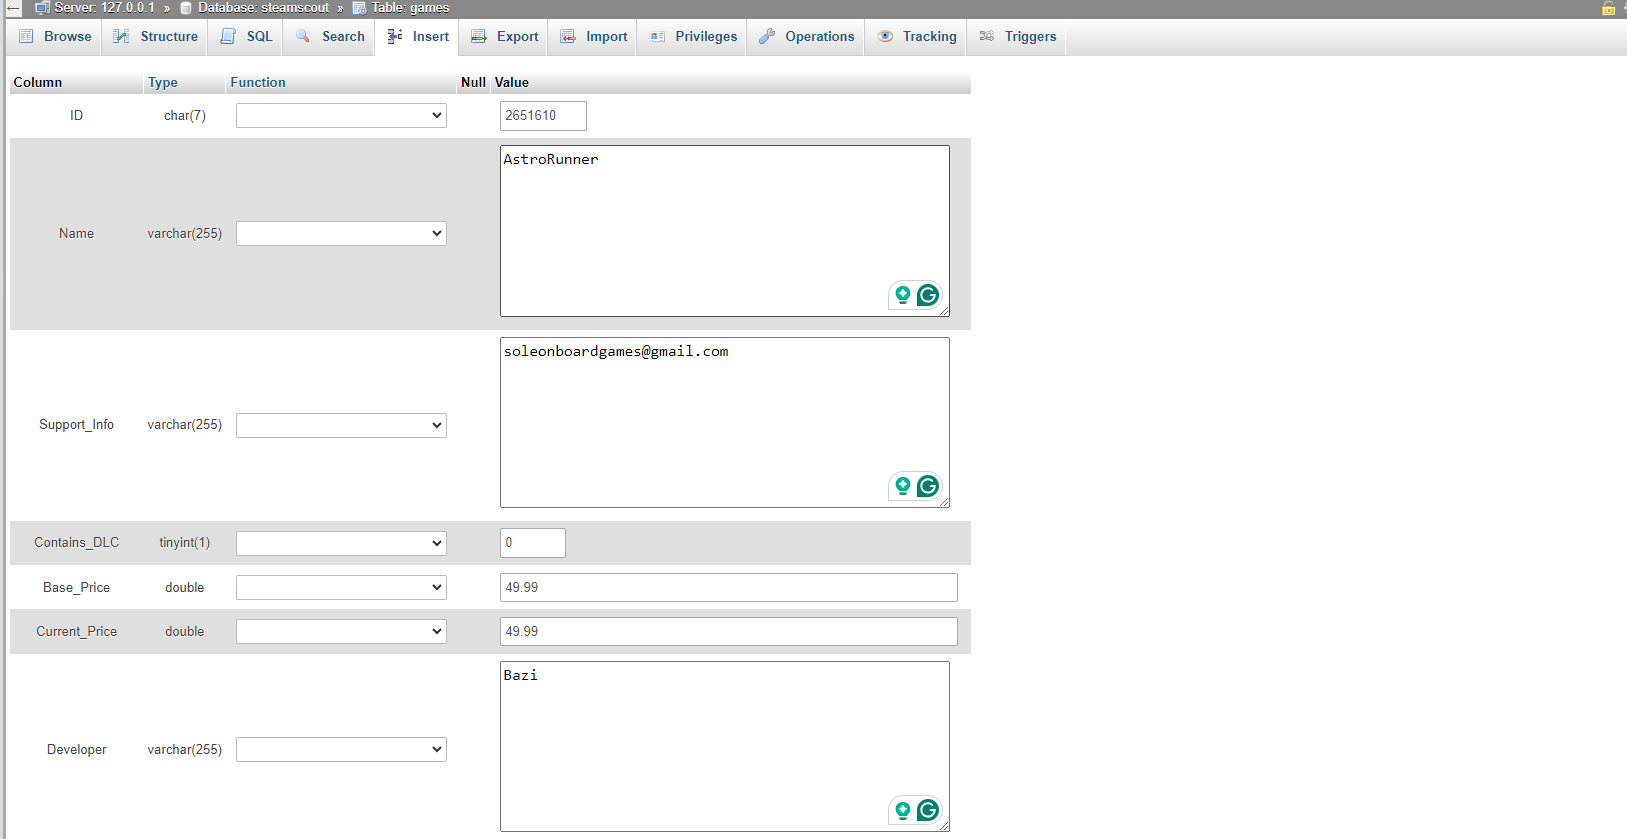 ← Server: 127.0.0.1 » Database: steamscout » Table: games
Browse Structure SQL Search Insert Export Import Privileges Operations Tracking Triggers
Column Type Function Null Value
ID char(7) 2651610
AstroRunner
Name varchar(255)
soleonboardgames@gmail.com
Support_Info varchar(255)
Contains_DLC tinyint(1) 0
Base_Price double 49.99
Current_Price double 49.99
Bazi
Developer varchar(255)